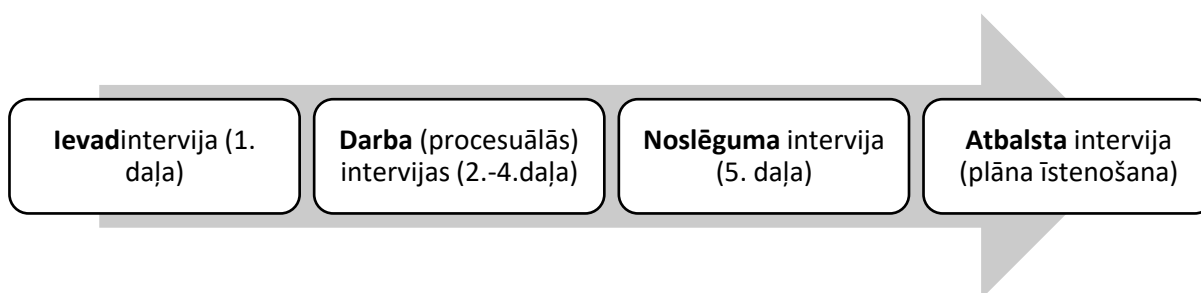 Ievadintervija (1.
daļa)
Darba (procesuālās)
intervijas (2.-4.daļa)
Noslēguma intervija
(5. daļa)
Atbalsta intervija
(plāna īstenošana)